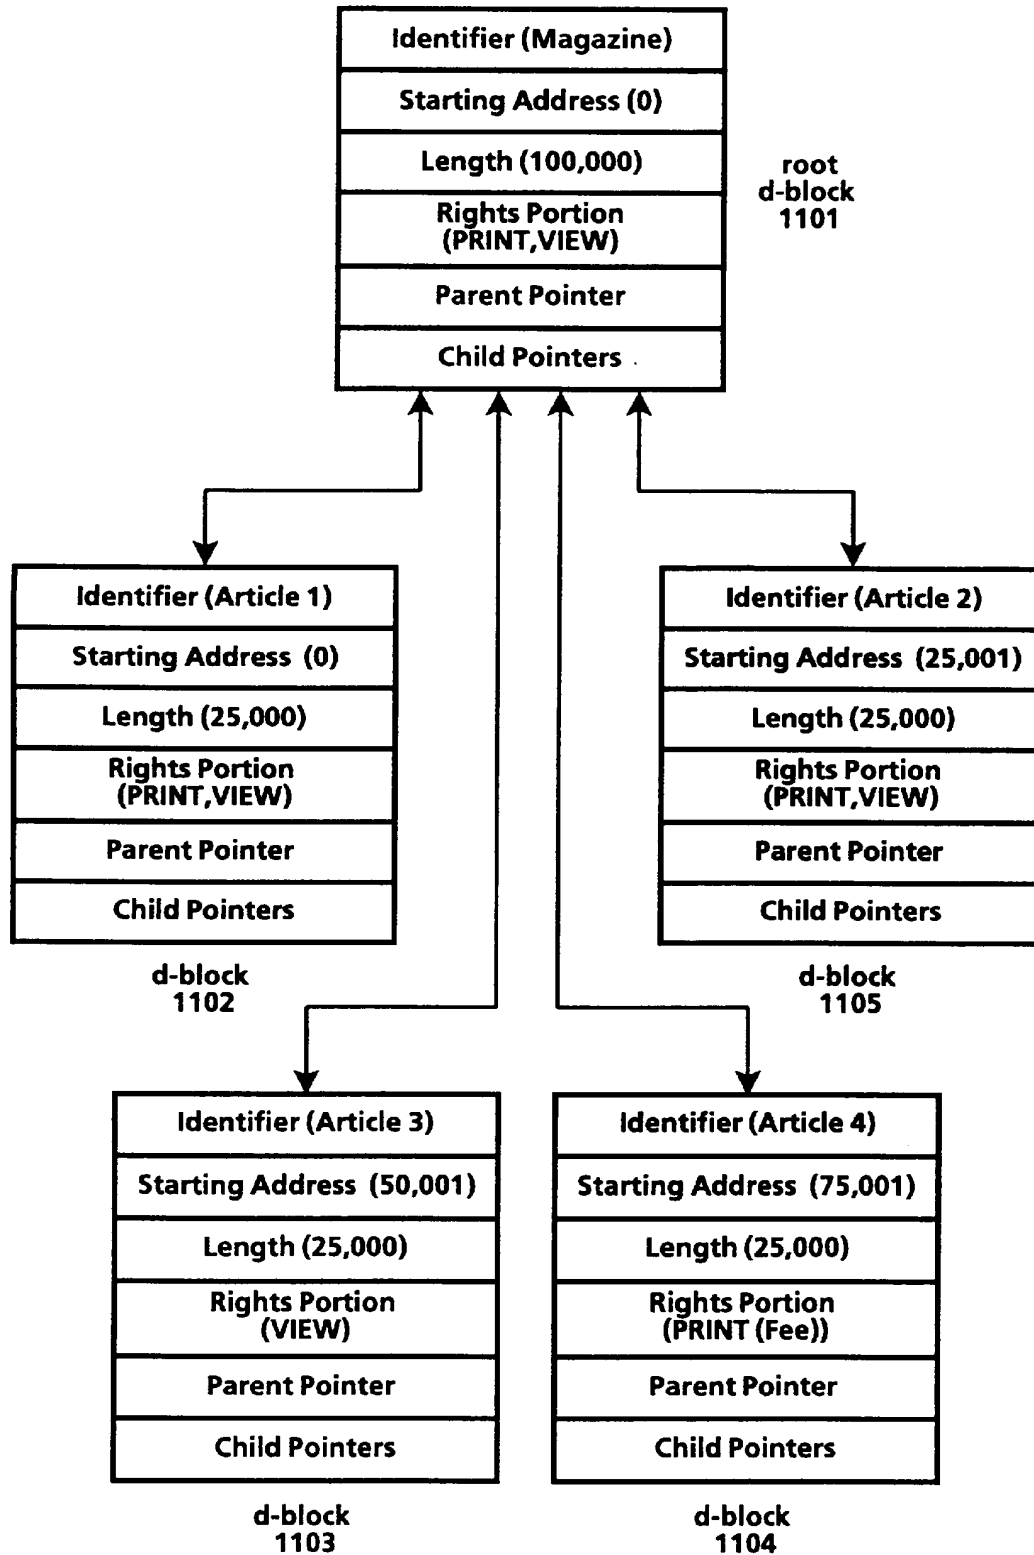 Identifier (Magazine)
Starting Address (0)
Length (100,000)
Rights Portion
(PRINT,VIEW)
Parent Pointer
Child Pointers
root
d-block
1101
Identifier (Article 1)
Starting Address (0)
Length (25,000)
Rights Portion
(PRINT,VIEW)
Parent Pointer
Child Pointers
d-block
1102
Identifier (Article 2)
Starting Address (25,001)
Length (25,000)
Rights Portion
(PRINT,VIEW)
Parent Pointer
Child Pointers
d-block
1105
Identifier (Article 3)
Starting Address (50,001)
Length (25,000)
Rights Portion
(VIEW)
Parent Pointer
Child Pointers
d-block
1103
Identifier (Article 4)
Starting Address (75,001)
Length (25,000)
Rights Portion
(PRINT (Fee))
Parent Pointer
Child Pointers
d-block
1104